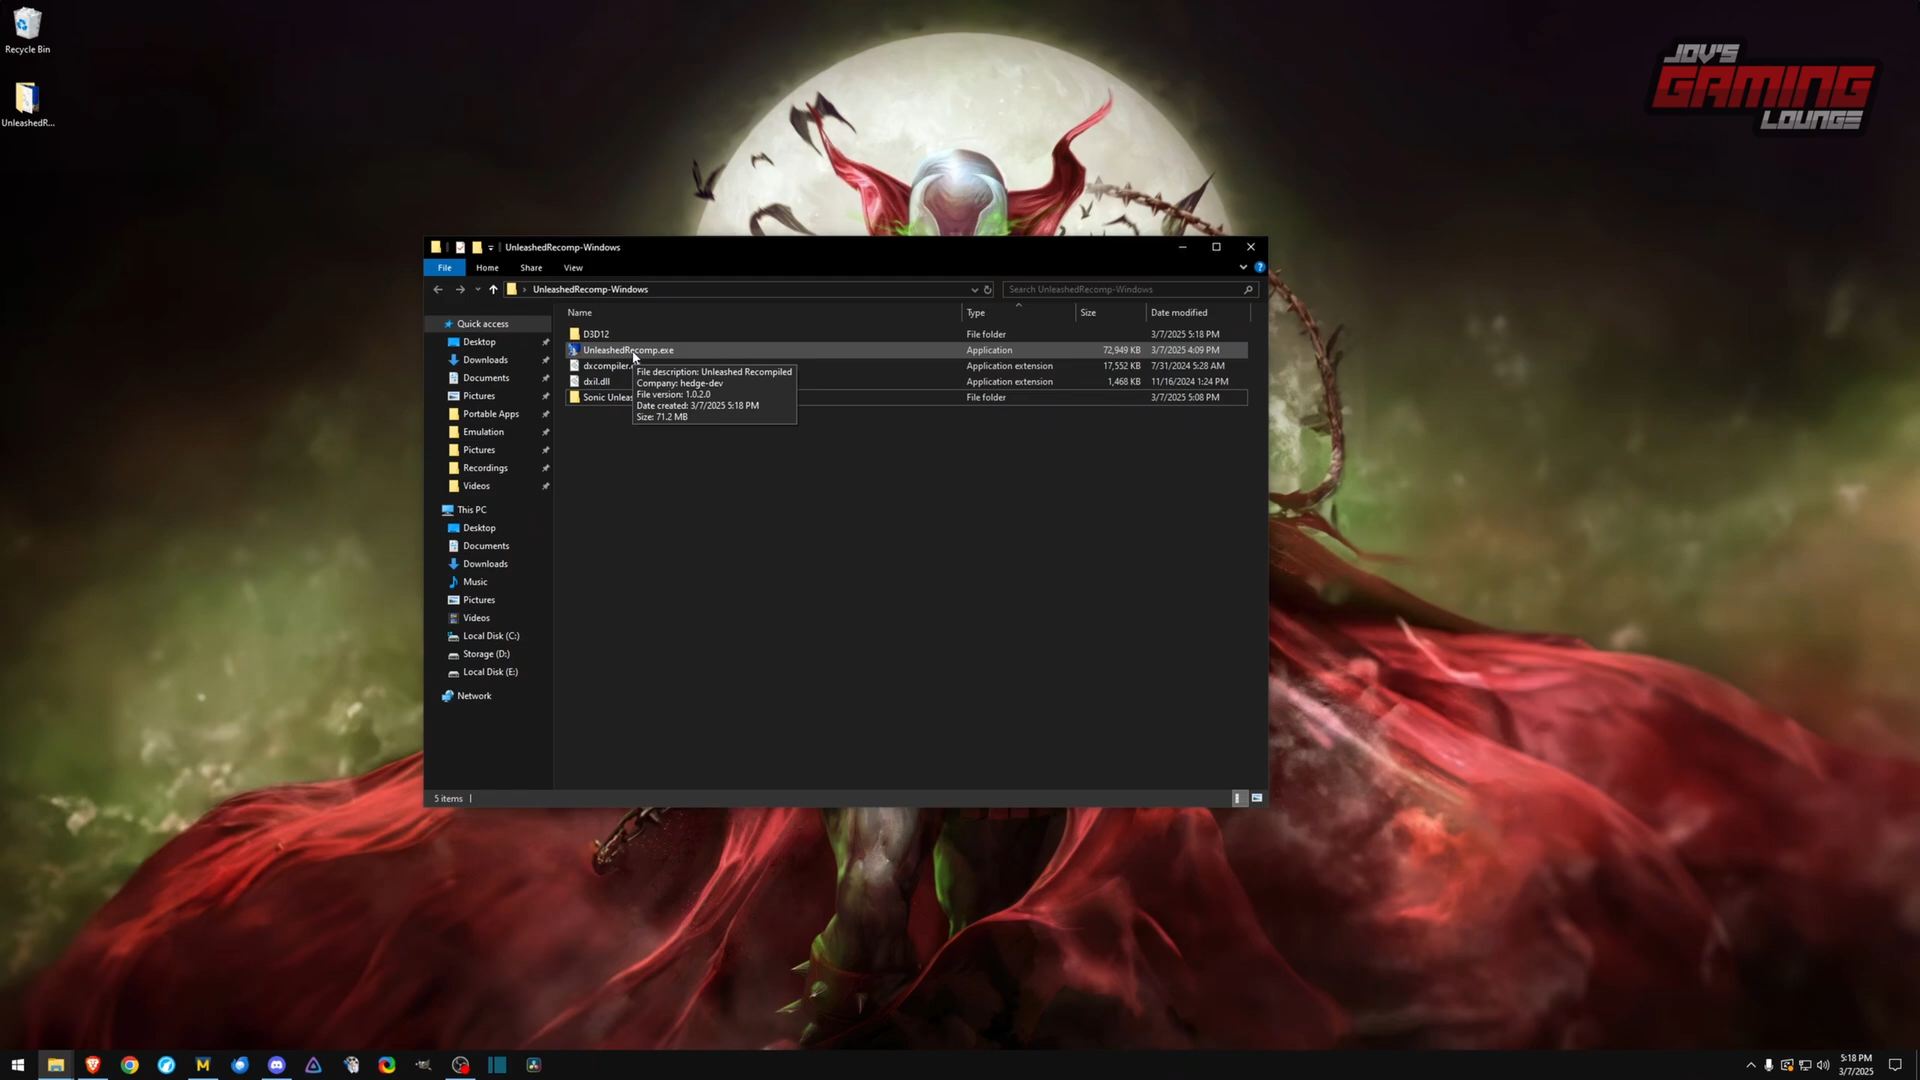 Recycle Bin
UnleashedR...
JOV'S
GAMING
LOUNGE
UnleashedRecomp-Windows
File Home Share View
UnleashedRecomp-Windows
Search UnleashedRecomp-Windows
Name Type Size Date modified
D3D12 File folder 3/7/2025 5:18 PM
UnleashedRecomp.exe Application 72,949 KB 3/7/2025 4:09 PM
dxcompiler. Application extension 17,552 KB 7/31/2024 5:28 AM
dxil.dll Application extension 1,468 KB 11/16/2024 1:24 PM
Sonic Unleas File folder 3/7/2025 5:08 PM
File description: Unleashed Recompiled
Company: hedge-dev
File version: 1.0.2.0
Date created: 3/7/2025 5:18 PM
Size: 71.2 MB
Quick access
Desktop
Downloads
Documents
Pictures
Portable Apps
Emulation
Pictures
Recordings
Videos
This PC
Desktop
Documents
Downloads
Music
Pictures
Videos
Local Disk (C:)
Storage (D:)
Local Disk (E:)
Network
5 items
5:18 PM
3/7/2025